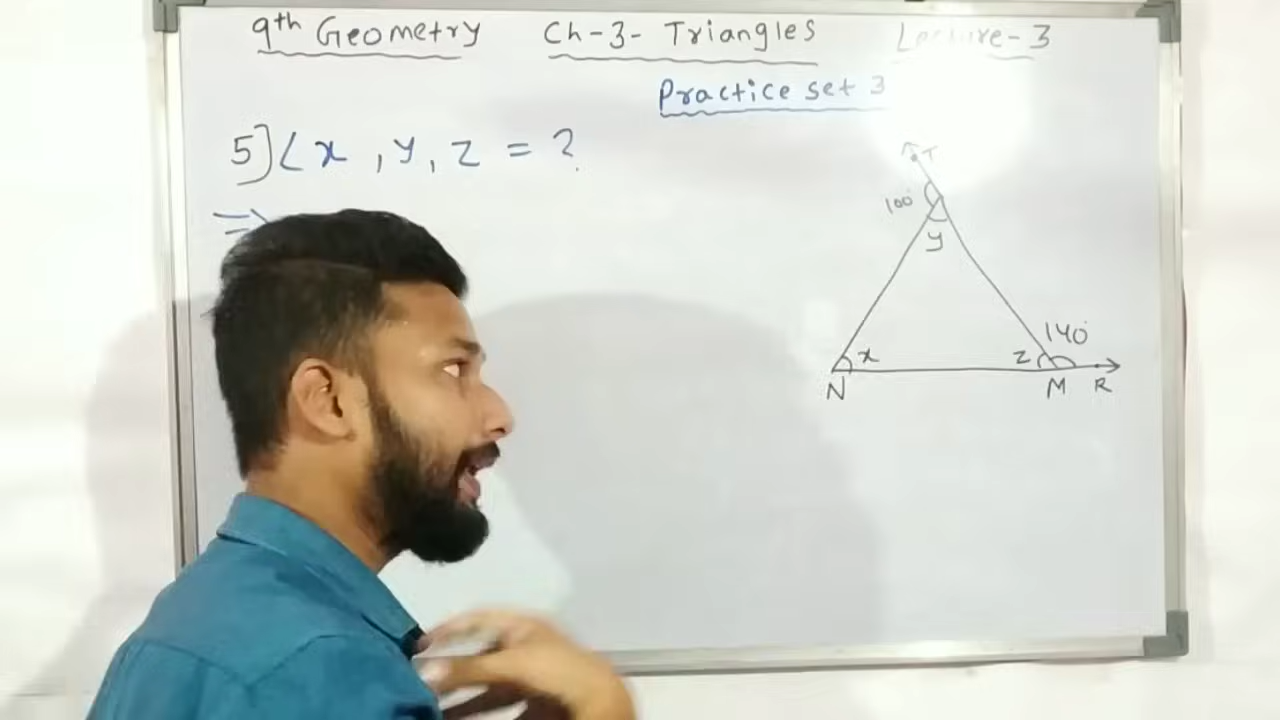 9th Geometry Ch-3- Triangles Lecture-3
Practice set 3
5] ∠x, y, z = ?
⇒
T
100°
y
140°
x z
N M R